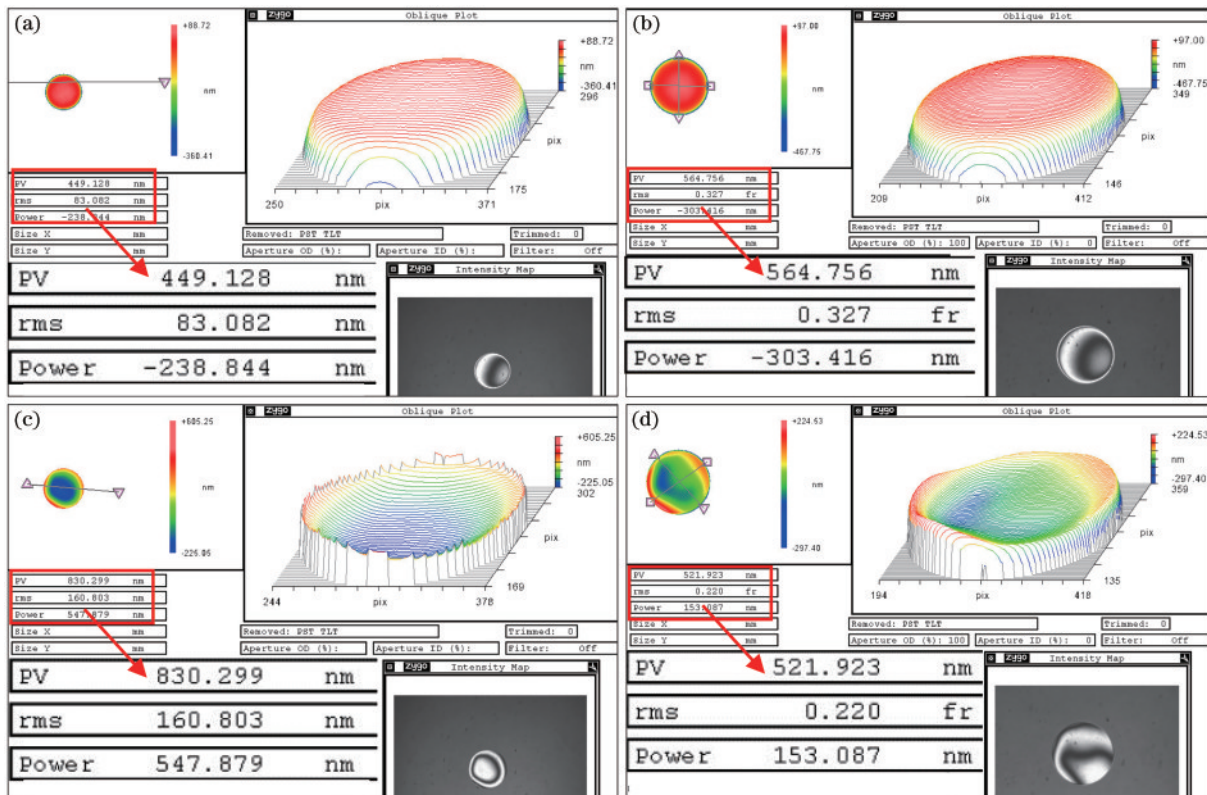 (a)
+88.72
nm
-360.41
zygo
Oblique Plot
+88.72
nm
-360.41
296
pix
175
250
pix
371
PV 449.128 nm
rms 83.082 nm
Power -238.844 nm
Size X mm
Size Y mm
Removed: PST TLT
Trimmed: 0
Aperture OD (%):
Aperture ID (%):
Filter: Off
PV 449.128 nm
rms 83.082 nm
Power -238.844 nm
zygo
Intensity Map
(b)
+97.00
nm
-467.75
zygo
Oblique Plot
+97.00
nm
-467.75
349
pix
146
209
pix
412
PV 564.756 nm
rms 0.327 fr
Power -303.416 nm
Size X mm
Size Y mm
Removed: PST TLT
Trimmed: 0
Aperture OD (%): 100
Aperture ID (%): 0
Filter: Off
PV 564.756 nm
rms 0.327 fr
Power -303.416 nm
zygo
Intensity Map
(c)
+605.25
nm
-225.05
zygo
Oblique Plot
+605.25
nm
-225.05
302
pix
169
244
pix
378
PV 830.299 nm
rms 160.803 nm
Power 547.879 nm
Size X mm
Size Y mm
Removed: PST TLT
Trimmed: 0
Aperture OD (%):
Aperture ID (%):
Filter: Off
PV 830.299 nm
rms 160.803 nm
Power 547.879 nm
zygo
Intensity Map
(d)
+224.53
nm
-297.40
zygo
Oblique Plot
+224.53
nm
-297.40
359
pix
135
194
pix
418
PV 521.923 nm
rms 0.220 fr
Power 153.087 nm
Size X mm
Size Y mm
Removed: PST TLT
Trimmed: 0
Aperture OD (%): 100
Aperture ID (%): 0
Filter: Off
PV 521.923 nm
rms 0.220 fr
Power 153.087 nm
zygo
Intensity Map